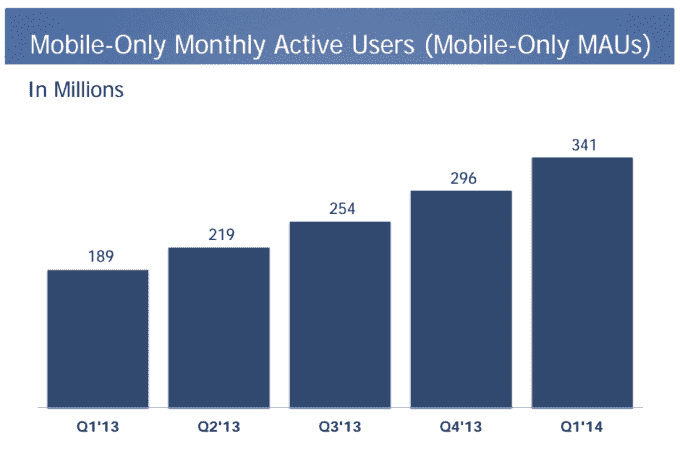 Mobile-Only Monthly Active Users (Mobile-Only MAUs)
In Millions
341
296
254
219
189
Q1'13 Q2'13 Q3'13 Q4'13 Q1'14